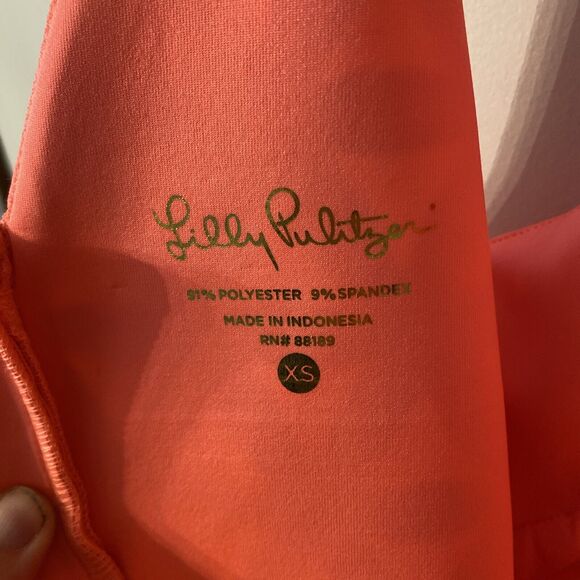 Lilly Pulitzer
91% POLYESTER 9% SPANDEX
MADE IN INDONESIA
RN# 88189
XS